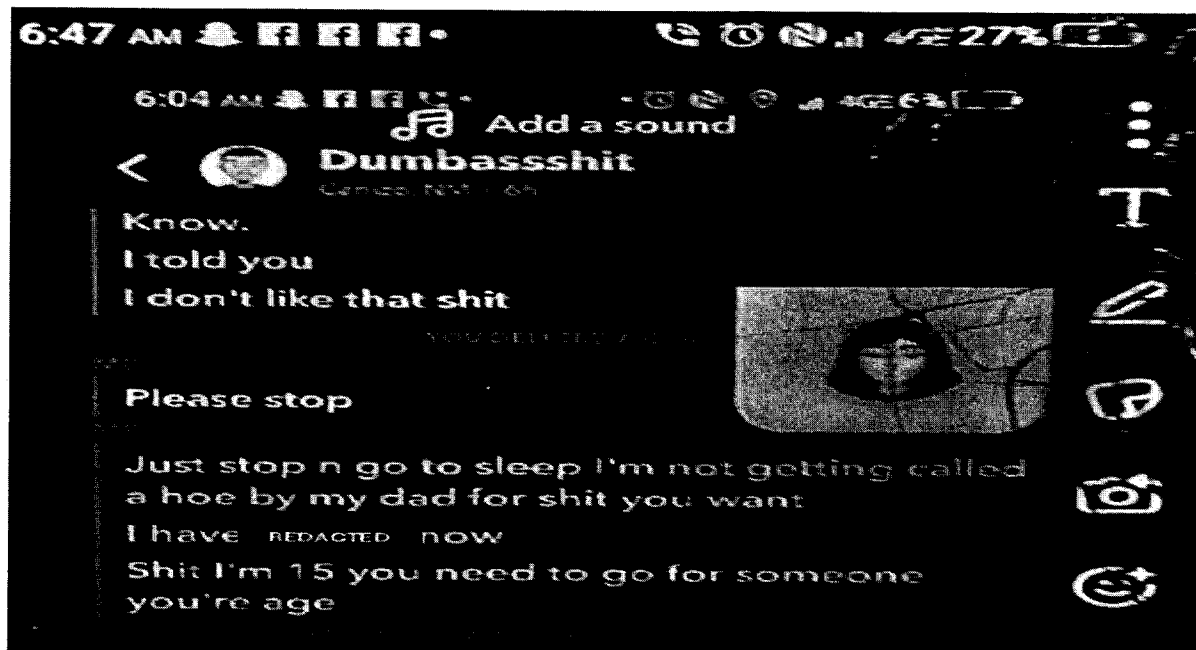 6:47 AM
27%
6:04 AM
Add a sound
Dumbassshit
Know.
I told you
I don't like that shit
Please stop
Just stop n go to sleep I'm not getting called
a hoe by my dad for shit you want
I have REDACTED now
Shit I'm 15 you need to go for someone
you're age